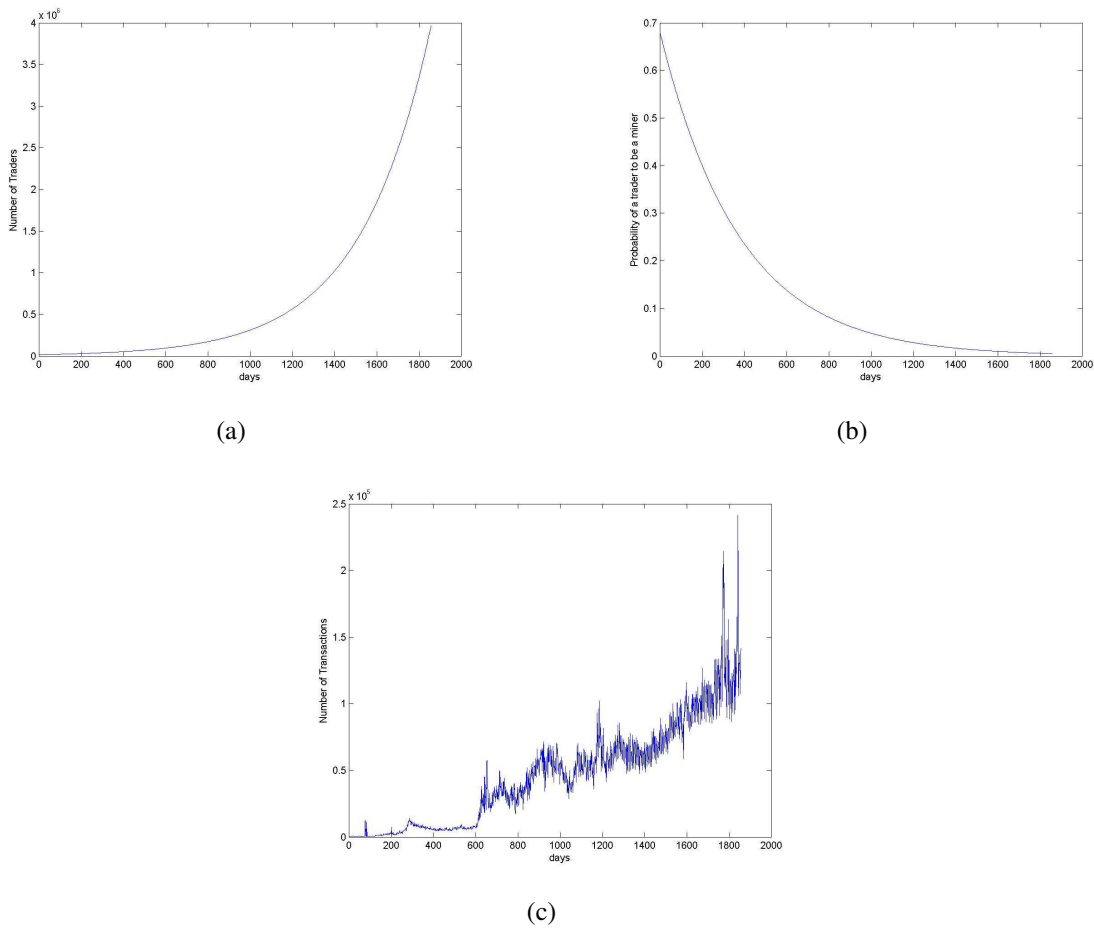 x 10^6
4
3.5
3
2.5
2
1.5
1
0.5
0
Number of Traders
0 200 400 600 800 1000 1200 1400 1600 1800 2000
days
(a)
0.7
0.6
0.5
0.4
0.3
0.2
0.1
0
Probability of a trader to be a miner
0 200 400 600 800 1000 1200 1400 1600 1800 2000
days
(b)
x 10^5
2.5
2
1.5
1
0.5
0
Number of Transactions
0 200 400 600 800 1000 1200 1400 1600 1800 2000
days
(c)